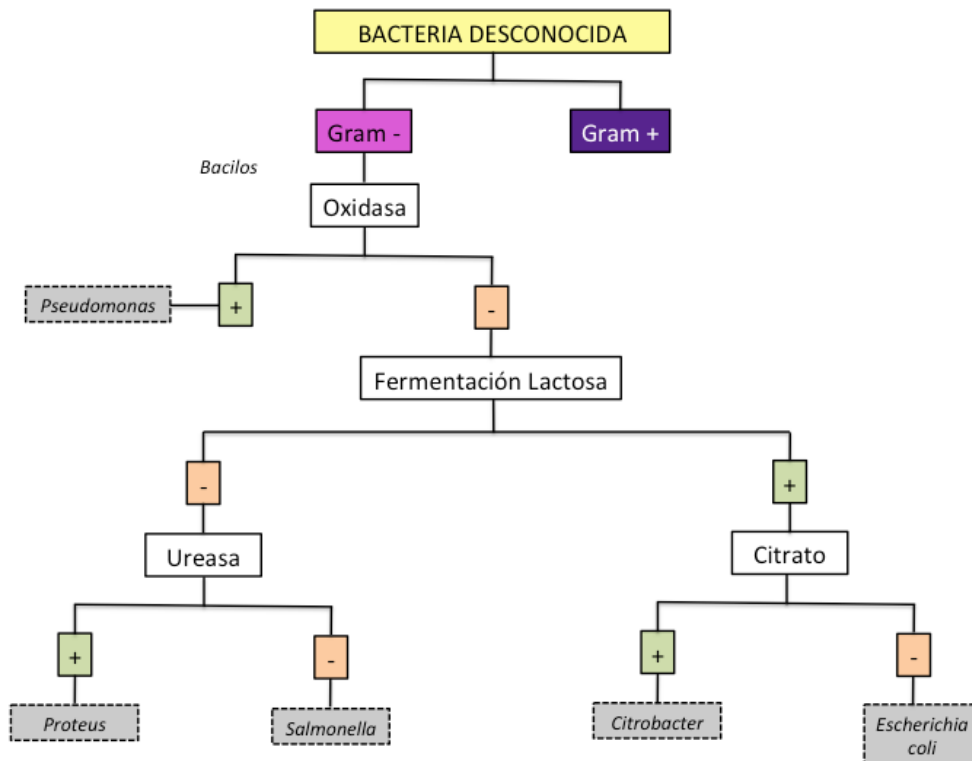 BACTERIA DESCONOCIDA
Gram -
Gram +
Bacilos
Oxidasa
Pseudomonas
+
-
Fermentación Lactosa
-
+
Ureasa
Citrato
+
-
+
-
Proteus
Salmonella
Citrobacter
Escherichia
coli